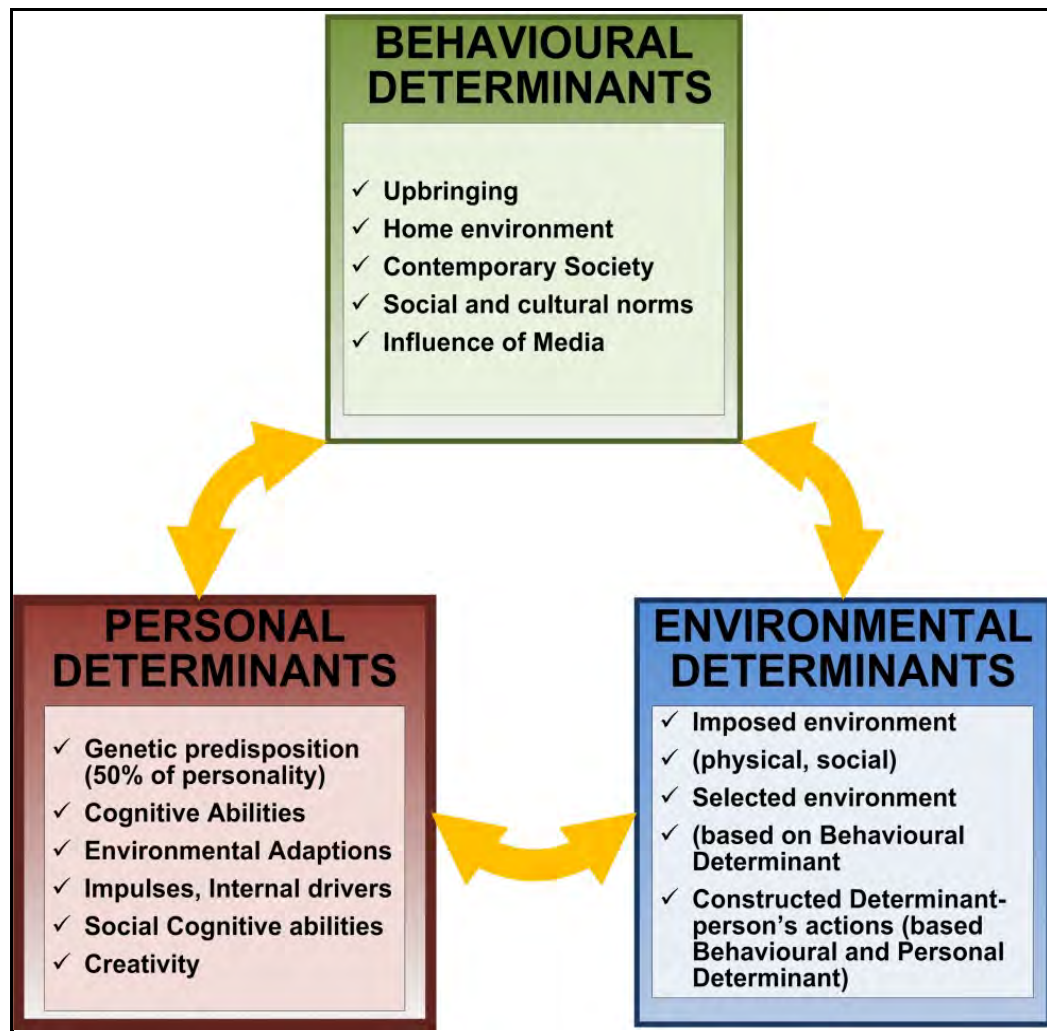 BEHAVIOURAL
DETERMINANTS
✓ Upbringing
✓ Home environment
✓ Contemporary Society
✓ Social and cultural norms
✓ Influence of Media
PERSONAL
DETERMINANTS
✓ Genetic predisposition
(50% of personality)
✓ Cognitive Abilities
✓ Environmental Adaptions
✓ Impulses, Internal drivers
✓ Social Cognitive abilities
✓ Creativity
ENVIRONMENTAL
DETERMINANTS
✓ Imposed environment
✓ (physical, social)
✓ Selected environment
✓ (based on Behavioural
Determinant
✓ Constructed Determinant-
person's actions (based
Behavioural and Personal
Determinant)